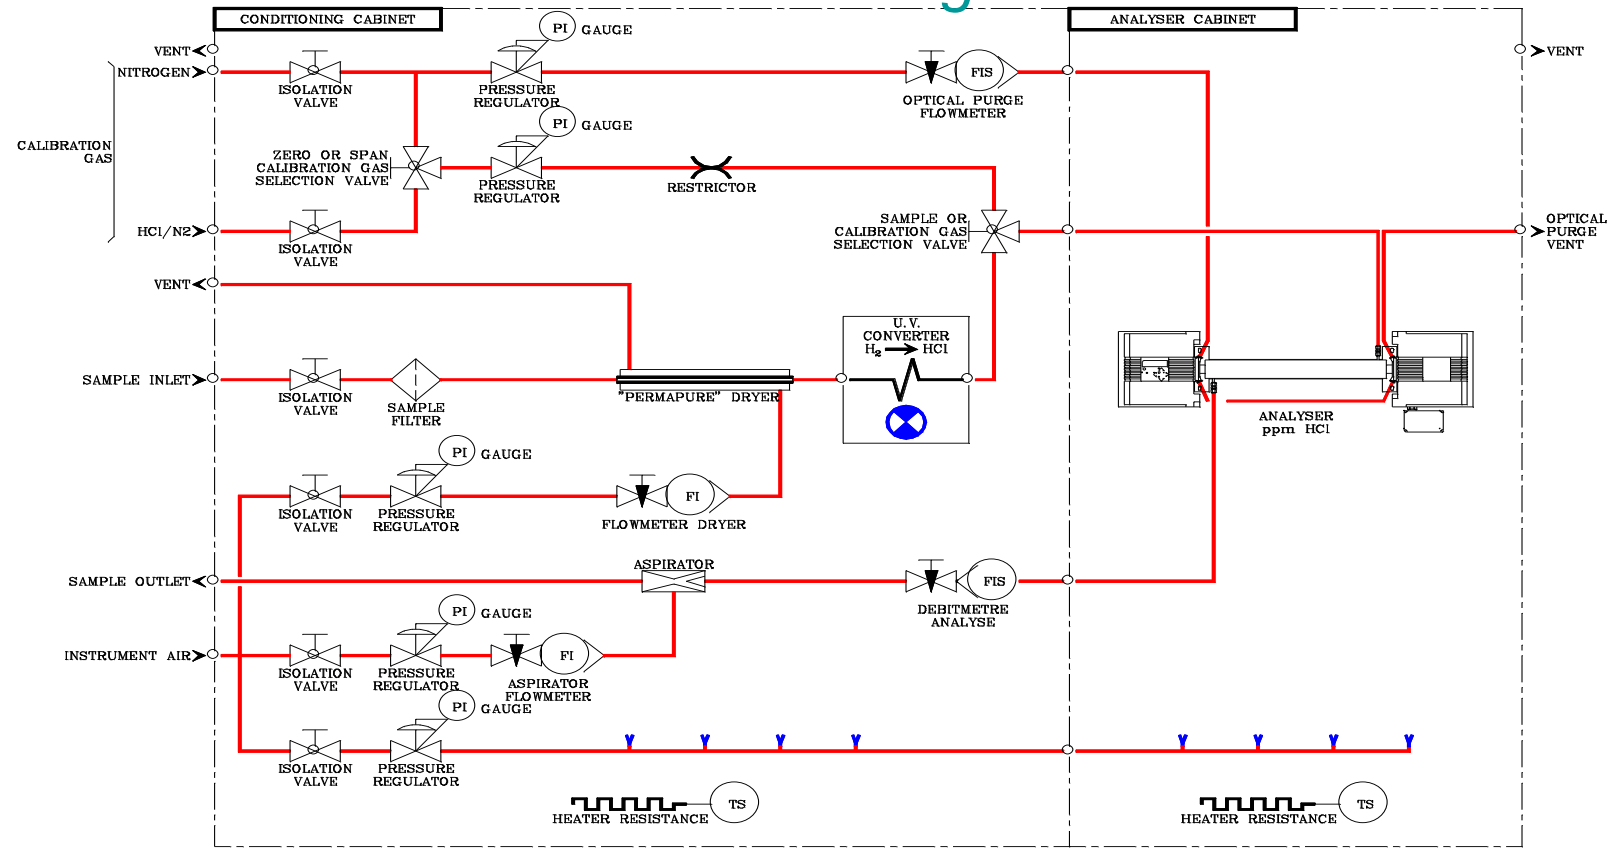 g
CONDITIONING CABINET
ANALYSER CABINET
PI
GAUGE
VENT
VENT
NITROGEN
ISOLATION
VALVE
PRESSURE
REGULATOR
FIS
OPTICAL PURGE
FLOWMETER
CALIBRATION
GAS
PI
GAUGE
ZERO OR SPAN
CALIBRATION GAS
SELECTION VALVE
PRESSURE
REGULATOR
RESTRICTOR
HCl/N2
ISOLATION
VALVE
SAMPLE OR
CALIBRATION GAS
SELECTION VALVE
OPTICAL
PURGE
VENT
VENT
U.V.
CONVERTER
H₂ HCl
SAMPLE INLET
ISOLATION
VALVE
SAMPLE
FILTER
"PERMAPURE" DRYER
ANALYSER
ppm HCl
PI
GAUGE
ISOLATION
VALVE
PRESSURE
REGULATOR
FI
FLOWMETER DRYER
SAMPLE OUTLET
ASPIRATOR
FIS
DEBITMETRE
ANALYSE
PI
GAUGE
INSTRUMENT AIR
ISOLATION
VALVE
PRESSURE
REGULATOR
FI
ASPIRATOR
FLOWMETER
PI
GAUGE
ISOLATION
VALVE
PRESSURE
REGULATOR
HEATER RESISTANCE
TS
HEATER RESISTANCE
TS